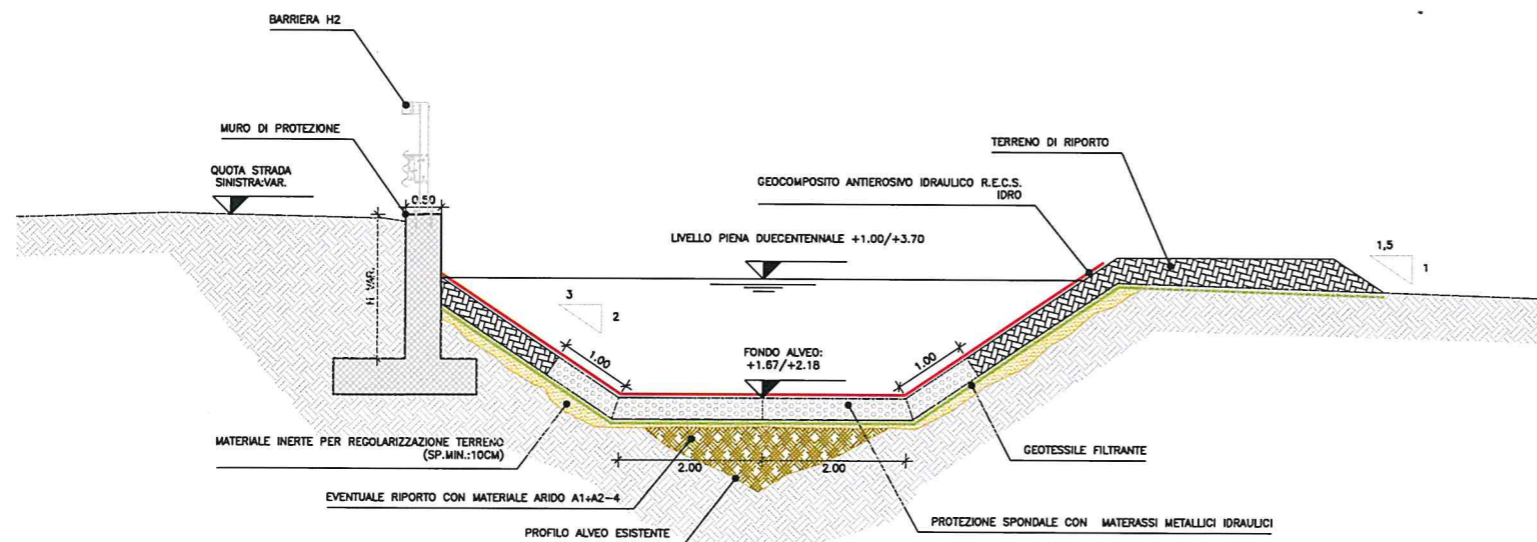 BARRIERA H2
MURO DI PROTEZIONE
QUOTA STRADA
SINISTRA:VAR.
0.50
H VAR.
TERRENO DI RIPORTO
GEOCOMPOSITO ANTIEROSIVO IDRAULICO R.E.C.S.
IDRO
LIVELLO PIENA DUECENTENNALE +1.00/+3.70
1,5
1
3
2
1.00
FONDO ALVEO:
+1.67/+2.18
1.00
MATERIALE INERTE PER REGOLARIZZAZIONE TERRENO
(SP.MIN.:10CM)
GEOTESSILE FILTRANTE
2.00
2.00
EVENTUALE RIPORTO CON MATERIALE ARIDO A1÷A2-4
PROTEZIONE SPONDALE CON MATERASSI METALLICI IDRAULICI
PROFILO ALVEO ESISTENTE